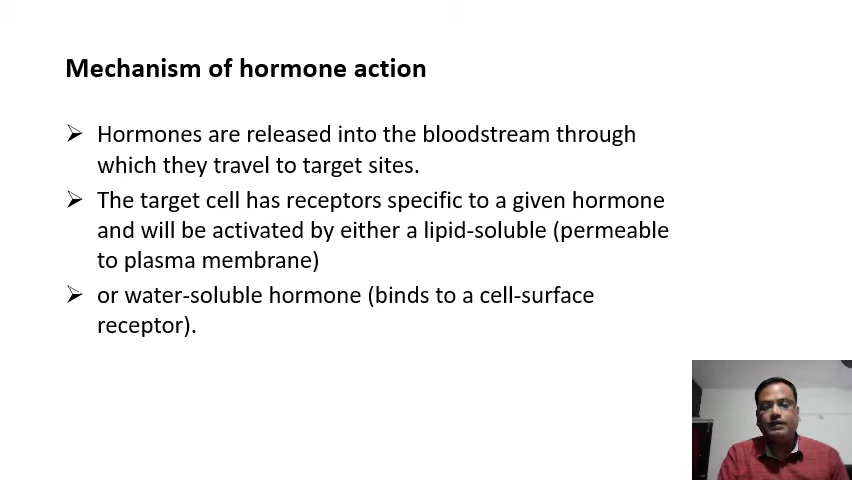 Mechanism of hormone action
➢ Hormones are released into the bloodstream through
which they travel to target sites.
➢ The target cell has receptors specific to a given hormone
and will be activated by either a lipid-soluble (permeable
to plasma membrane)
➢ or water-soluble hormone (binds to a cell-surface
receptor).